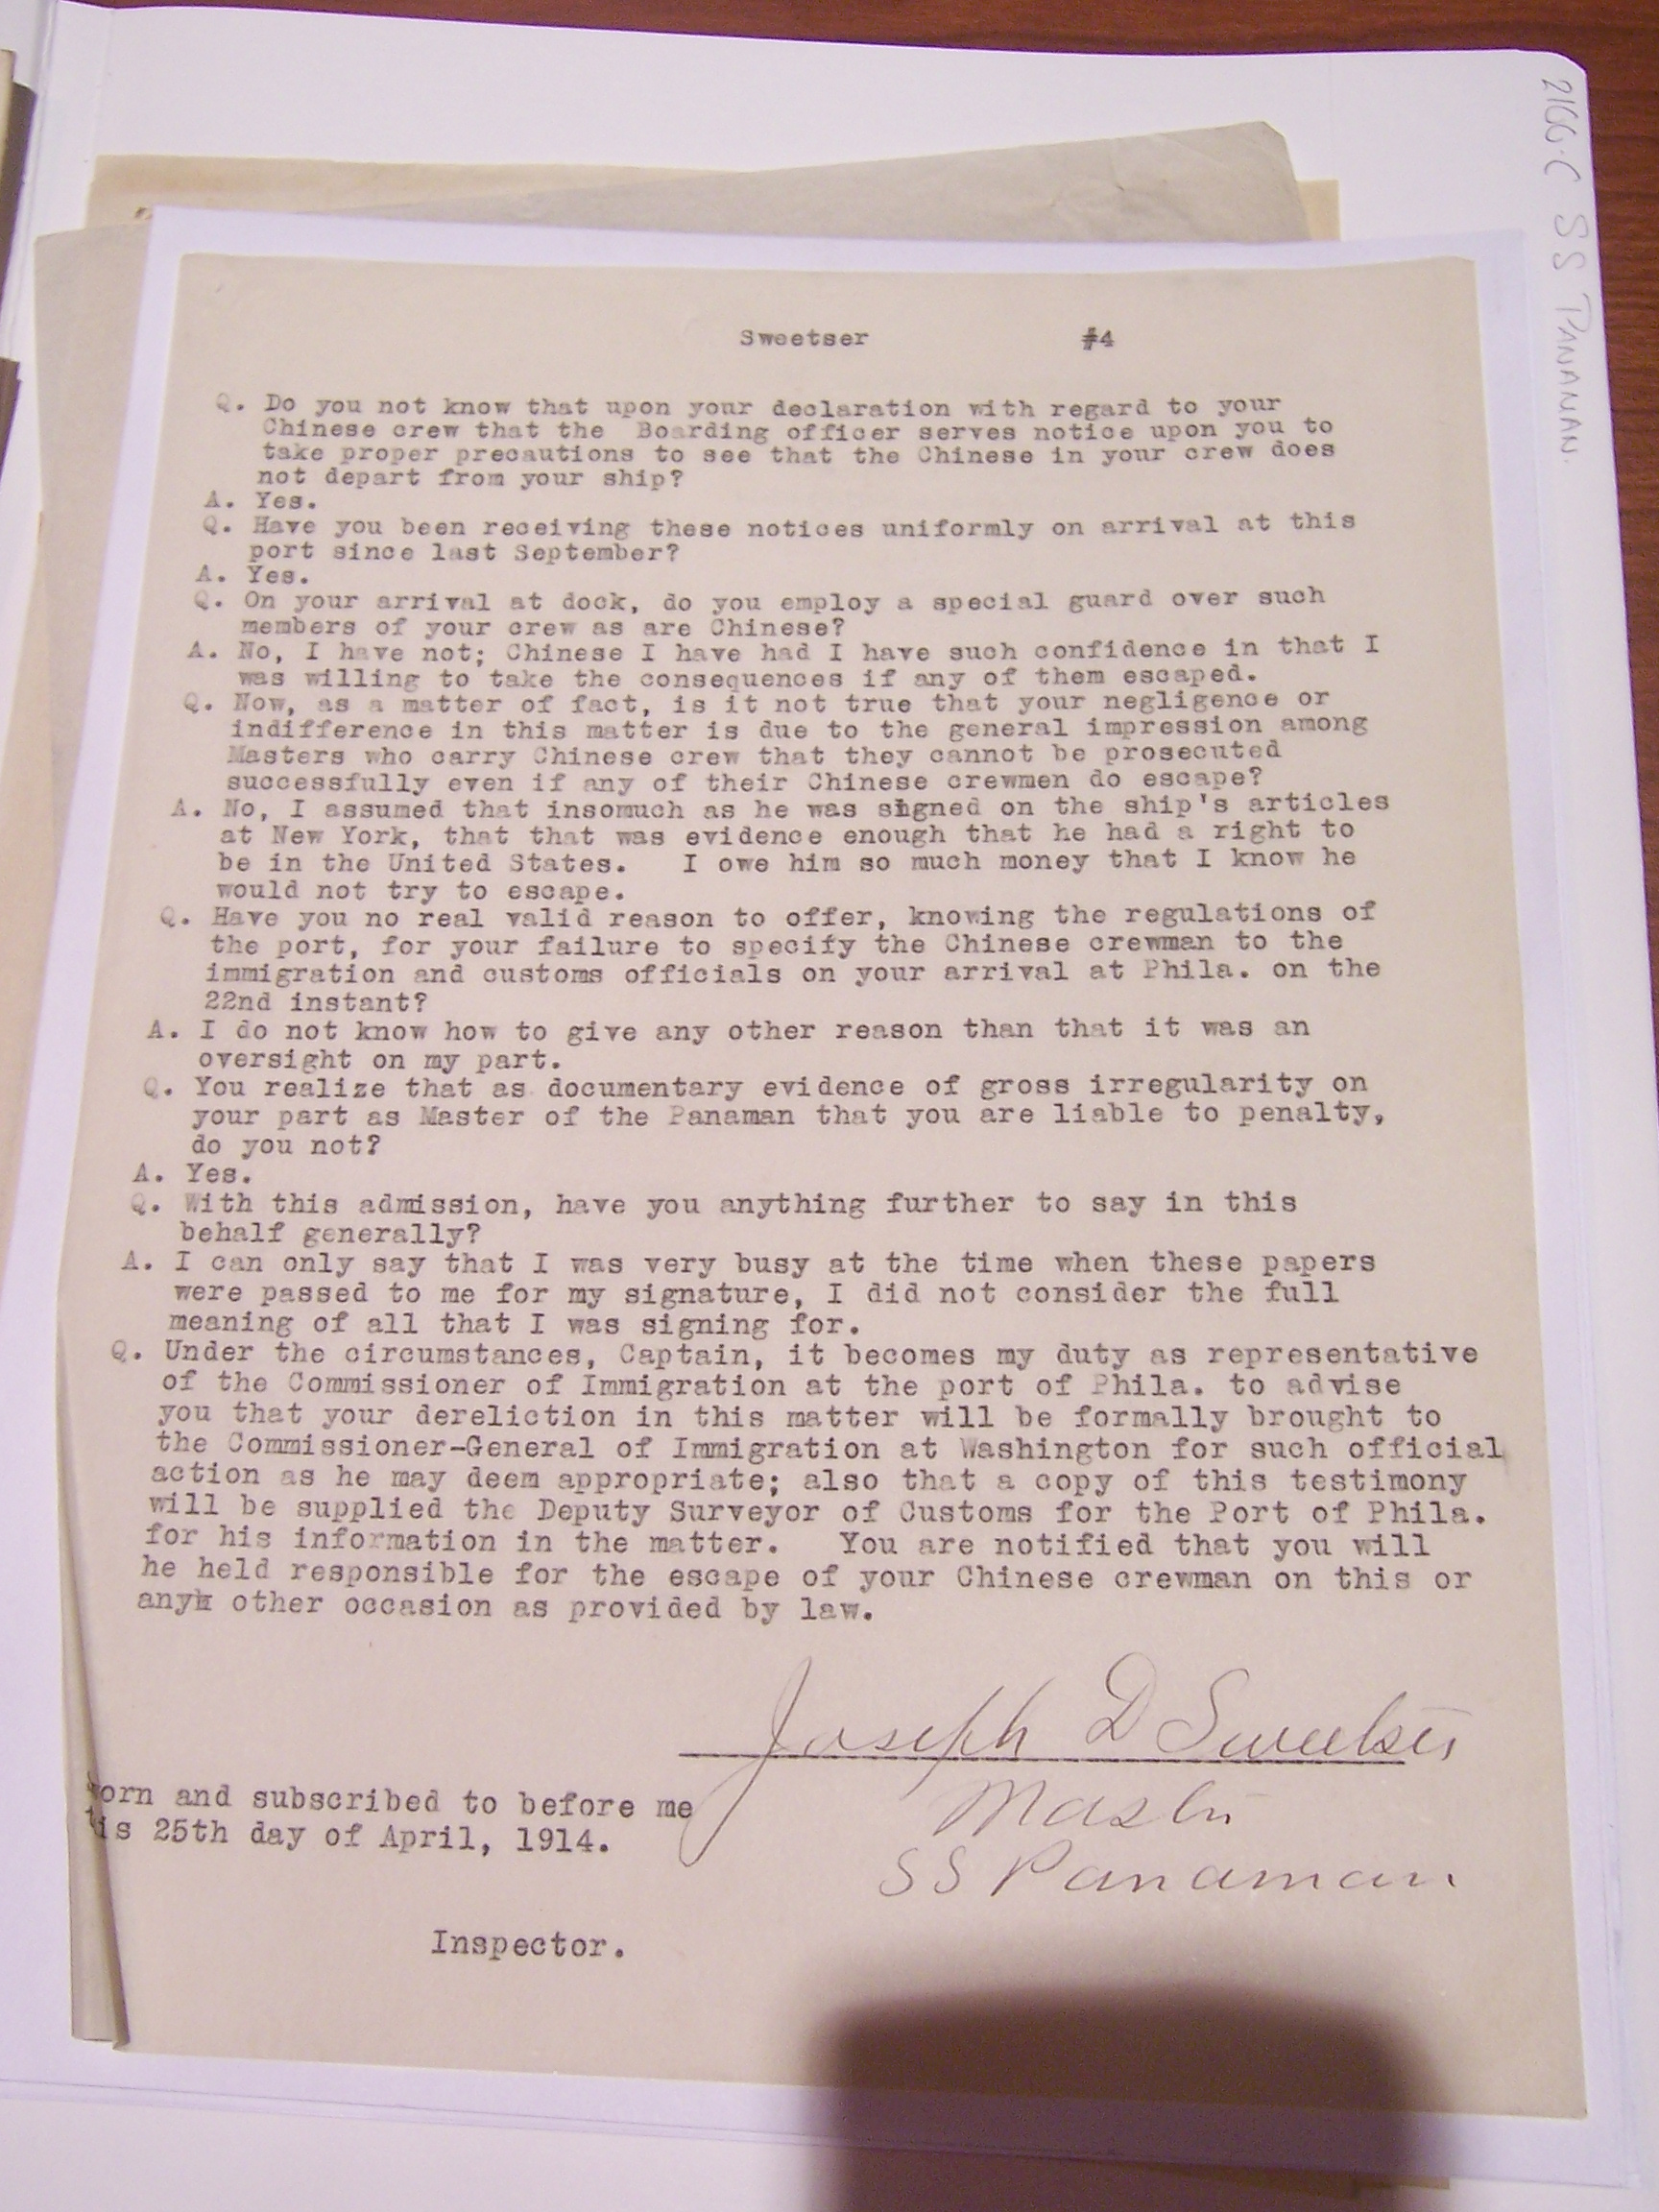 2166-C SS PANAMAN.
Sweetser #4
Q. Do you not know that upon your declaration with regard to your
Chinese crew that the Boarding officer serves notice upon you to
take proper precautions to see that the Chinese in your crew does
not depart from your ship?
A. Yes.
Q. Have you been receiving these notices uniformly on arrival at this
port since last September?
A. Yes.
Q. On your arrival at dock, do you employ a special guard over such
members of your crew as are Chinese?
A. No, I have not; Chinese I have had I have such confidence in that I
was willing to take the consequences if any of them escaped.
Q. Now, as a matter of fact, is it not true that your negligence or
indifference in this matter is due to the general impression among
Masters who carry Chinese crew that they cannot be prosecuted
successfully even if any of their Chinese crewmen do escape?
A. No, I assumed that insomuch as he was signed on the ship's articles
at New York, that that was evidence enough that he had a right to
be in the United States. I owe him so much money that I know he
would not try to escape.
Q. Have you no real valid reason to offer, knowing the regulations of
the port, for your failure to specify the Chinese crewman to the
immigration and customs officials on your arrival at Phila. on the
22nd instant?
A. I do not know how to give any other reason than that it was an
oversight on my part.
Q. You realize that as documentary evidence of gross irregularity on
your part as Master of the Panaman that you are liable to penalty,
do you not?
A. Yes.
Q. With this admission, have you anything further to say in this
behalf generally?
A. I can only say that I was very busy at the time when these papers
were passed to me for my signature, I did not consider the full
meaning of all that I was signing for.
Q. Under the circumstances, Captain, it becomes my duty as representative
of the Commissioner of Immigration at the port of Phila. to advise
you that your dereliction in this matter will be formally brought to
the Commissioner-General of Immigration at Washington for such official
action as he may deem appropriate; also that a copy of this testimony
will be supplied the Deputy Surveyor of Customs for the Port of Phila.
for his information in the matter. You are notified that you will
he held responsible for the escape of your Chinese crewman on this or
any other occasion as provided by law.
Joseph D Sweetser
Master
SS Panaman
orn and subscribed to before me
is 25th day of April, 1914.
Inspector.